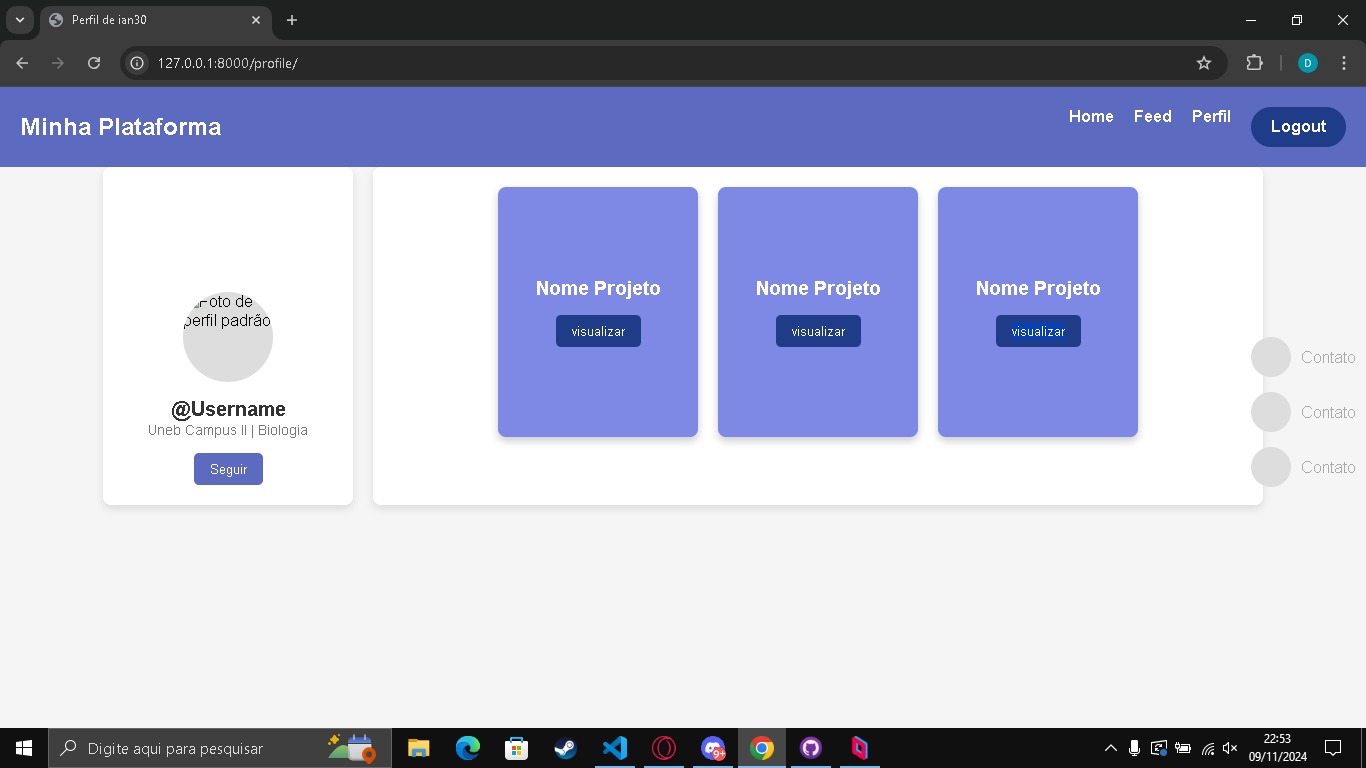 Perfil de ian30
127.0.0.1:8000/profile/
D
Minha Plataforma
Home
Feed
Perfil
Logout
Foto de
perfil padrão
@Username
Uneb Campus II | Biologia
Seguir
Nome Projeto
visualizar
Nome Projeto
visualizar
Nome Projeto
visualizar
Contato
Contato
Contato
Digite aqui para pesquisar
9+
22:53
09/11/2024